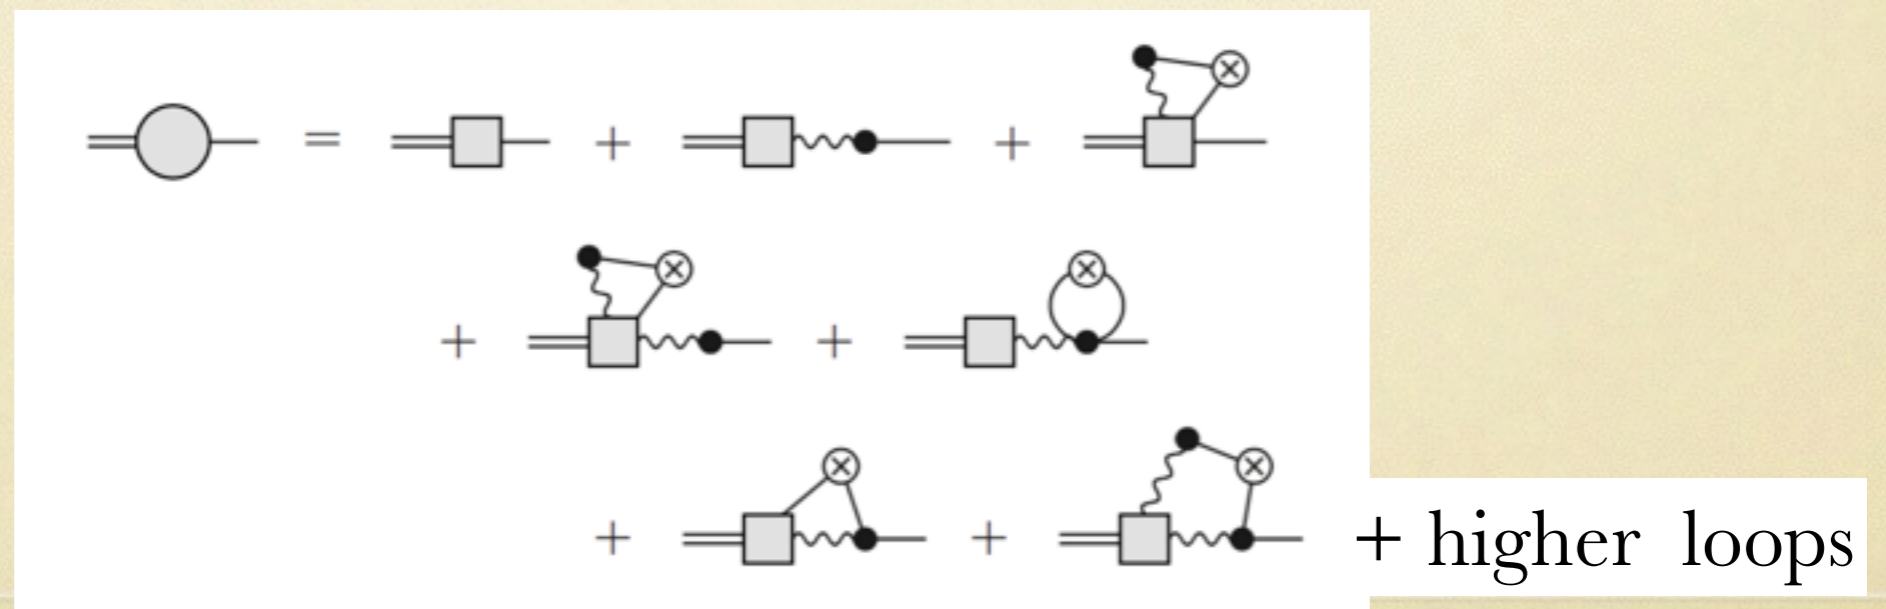 = + +
+ +
+ + + higher loops